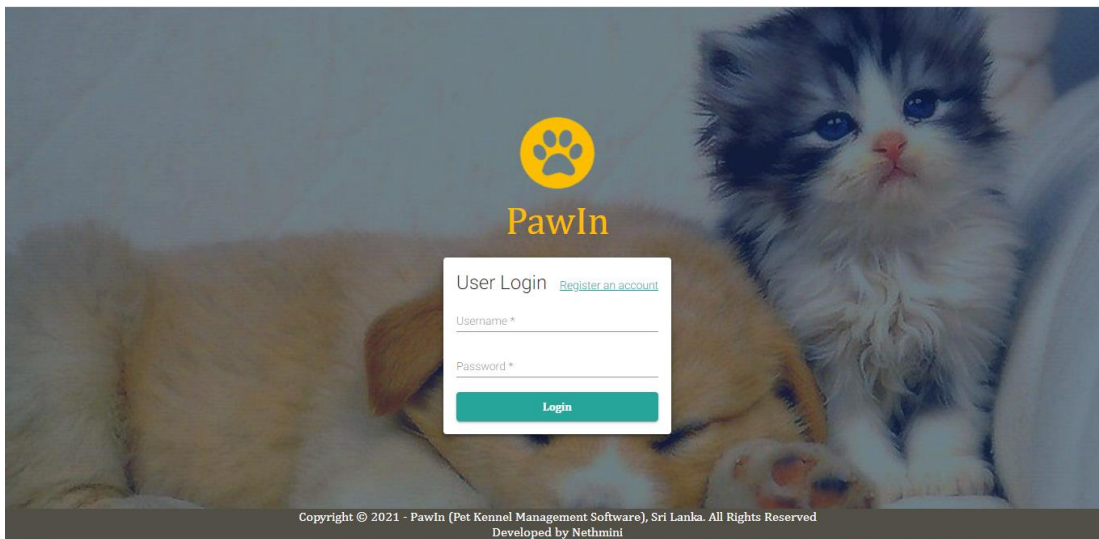 PawIn
User Login
Register an account
Username *
Password *
Login
Copyright © 2021 - PawIn (Pet Kennel Management Software), Sri Lanka. All Rights Reserved
Developed by Nethmini